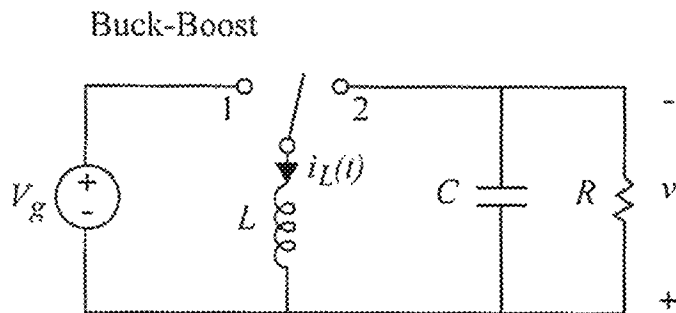 Buck-Boost
1 2 -
+
V_g
-
i_L(t)
L C R v
+